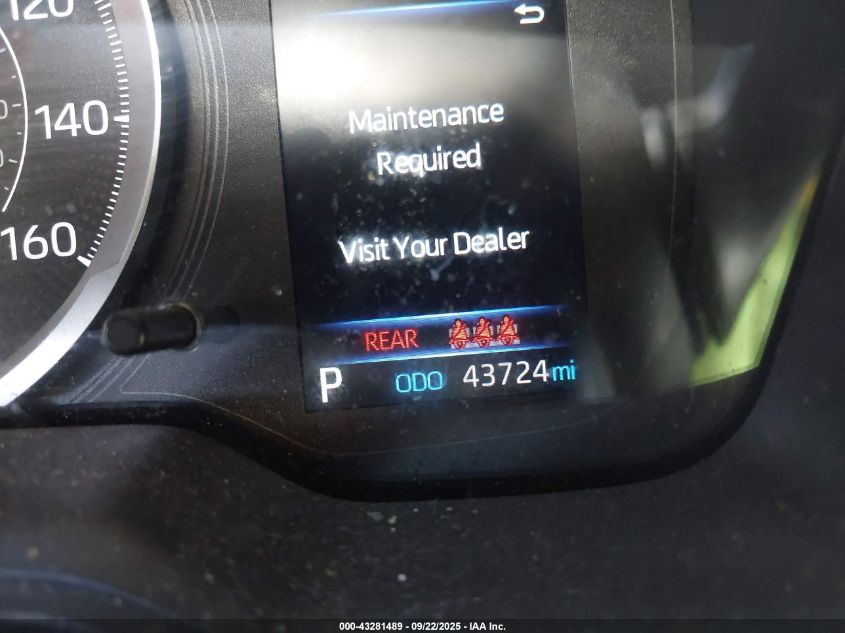 120
140
160
Maintenance
Required
Visit Your Dealer
REAR
P ODO 43724 mi
000-43281489 - 09/22/2025 - IAA Inc.